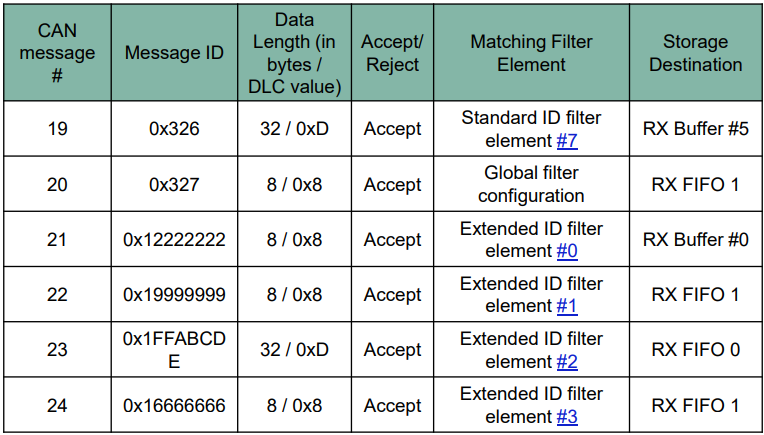 CAN message # | Message ID | Data Length (in bytes / DLC value) | Accept/ Reject | Matching Filter Element | Storage Destination
19 | 0x326 | 32 / 0xD | Accept | Standard ID filter element #7 | RX Buffer #5
20 | 0x327 | 8 / 0x8 | Accept | Global filter configuration | RX FIFO 1
21 | 0x12222222 | 8 / 0x8 | Accept | Extended ID filter element #0 | RX Buffer #0
22 | 0x19999999 | 8 / 0x8 | Accept | Extended ID filter element #1 | RX FIFO 1
23 | 0x1FFABCD E | 32 / 0xD | Accept | Extended ID filter element #2 | RX FIFO 0
24 | 0x16666666 | 8 / 0x8 | Accept | Extended ID filter element #3 | RX FIFO 1